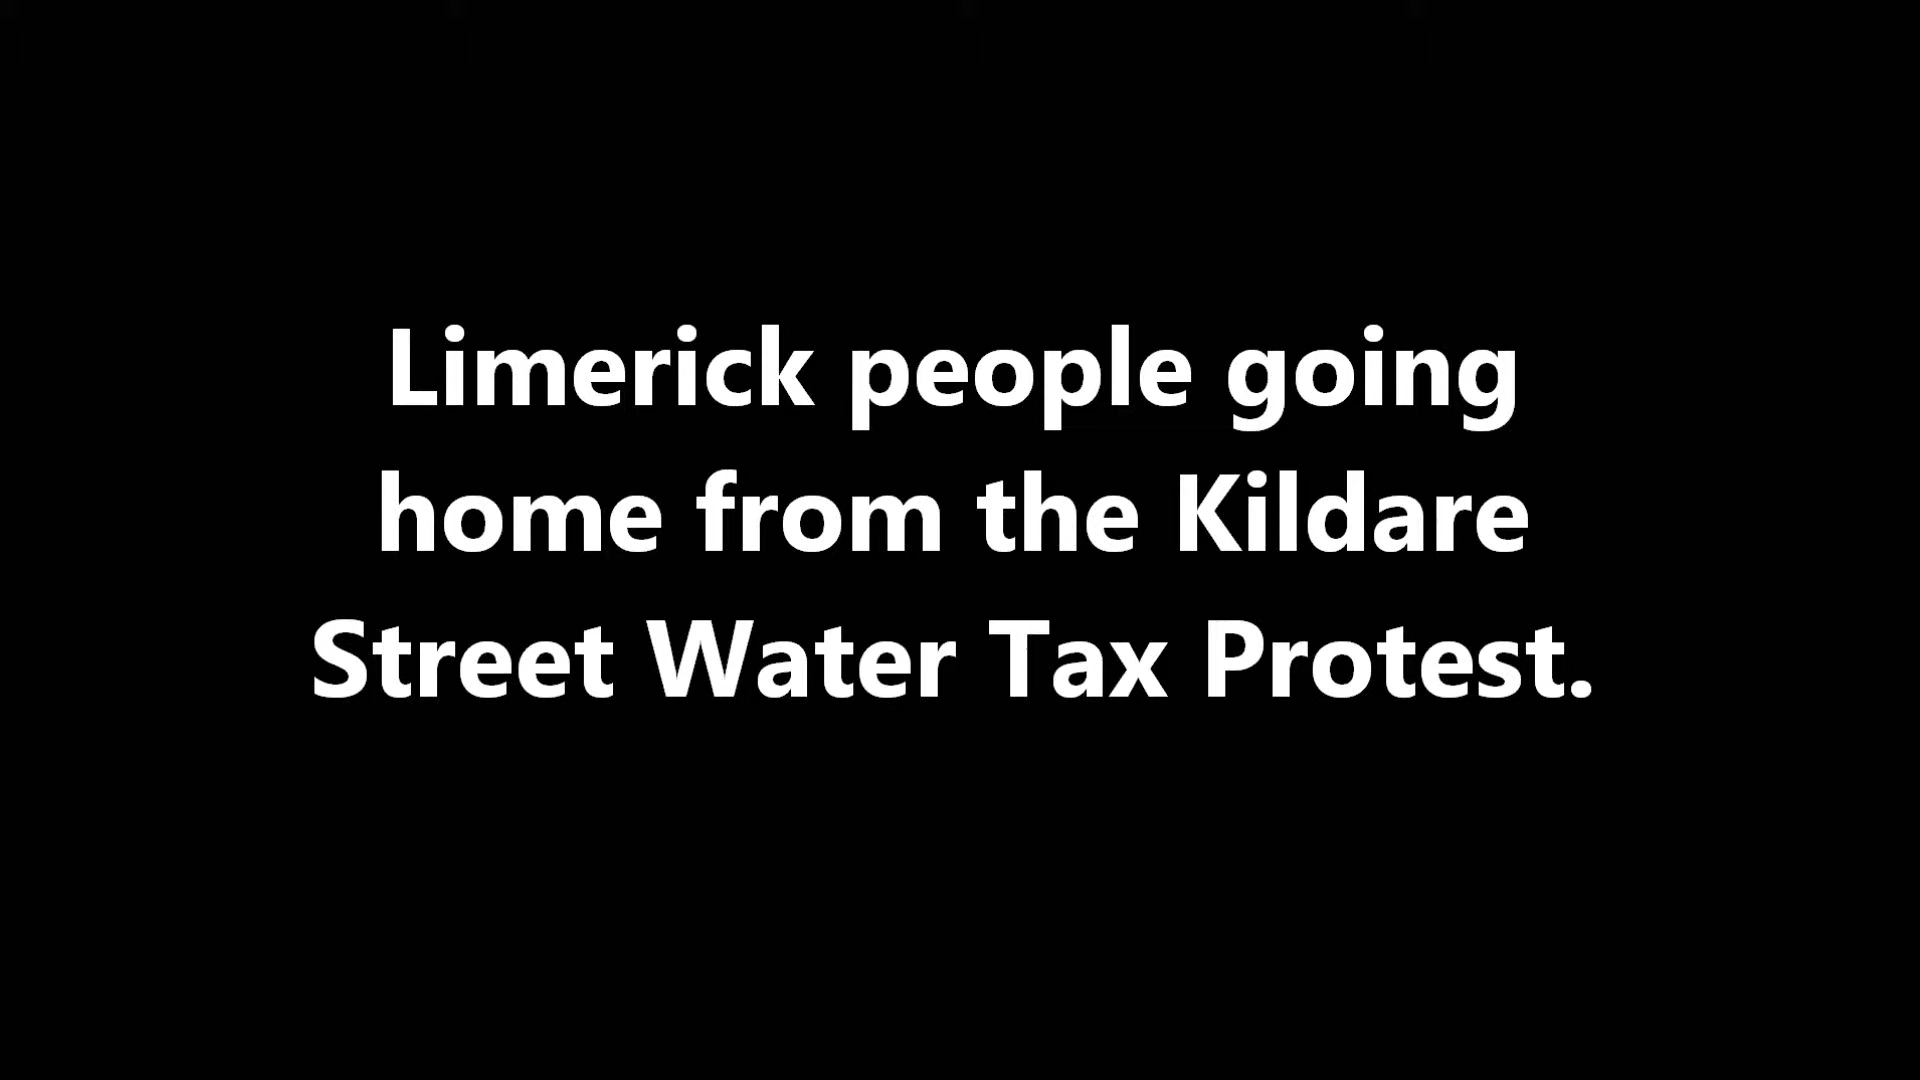 Limerick people going
home from the Kildare
Street Water Tax Protest.